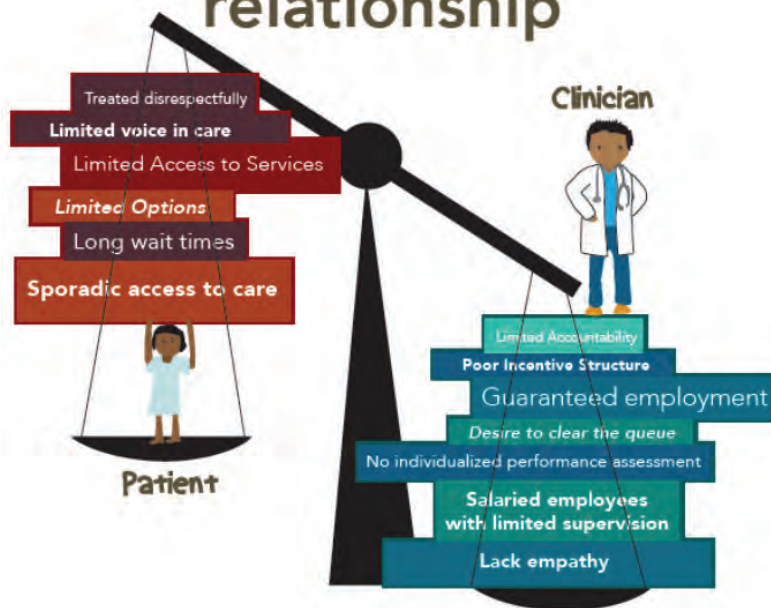 relationship
Treated disrespectfully
Limited voice in care
Limited Access to Services
Limited Options
Long wait times
Sporadic access to care
Patient
Clinician
Limited Accountability
Poor Incentive Structure
Guaranteed employment
Desire to clear the queue
No individualized performance assessment
Salaried employees
with limited supervision
Lack empathy